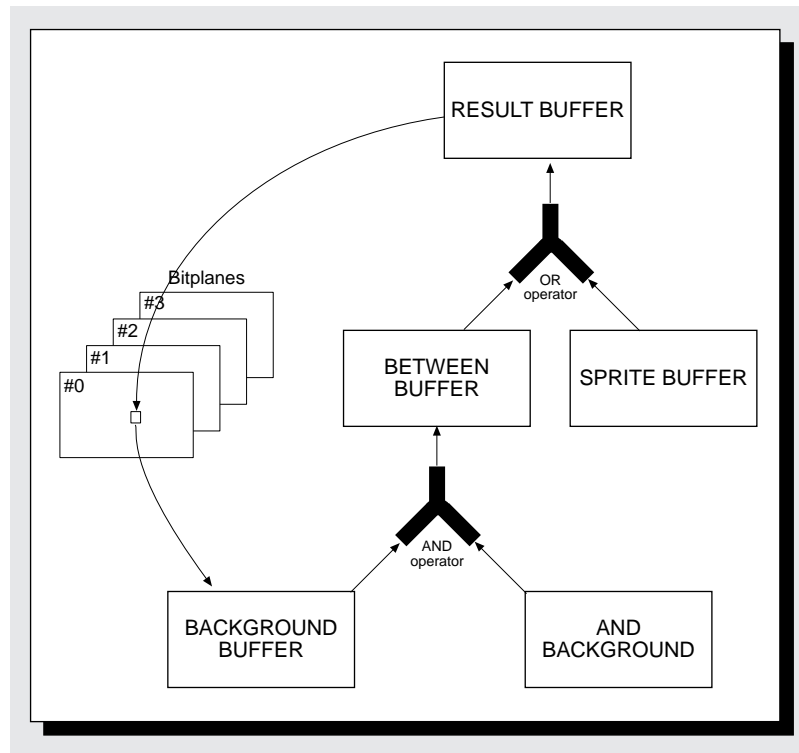 RESULT BUFFER
OR
operator
Bitplanes
#3
#2
#1
#0
BETWEEN
BUFFER
SPRITE BUFFER
AND
operator
BACKGROUND
BUFFER
AND
BACKGROUND